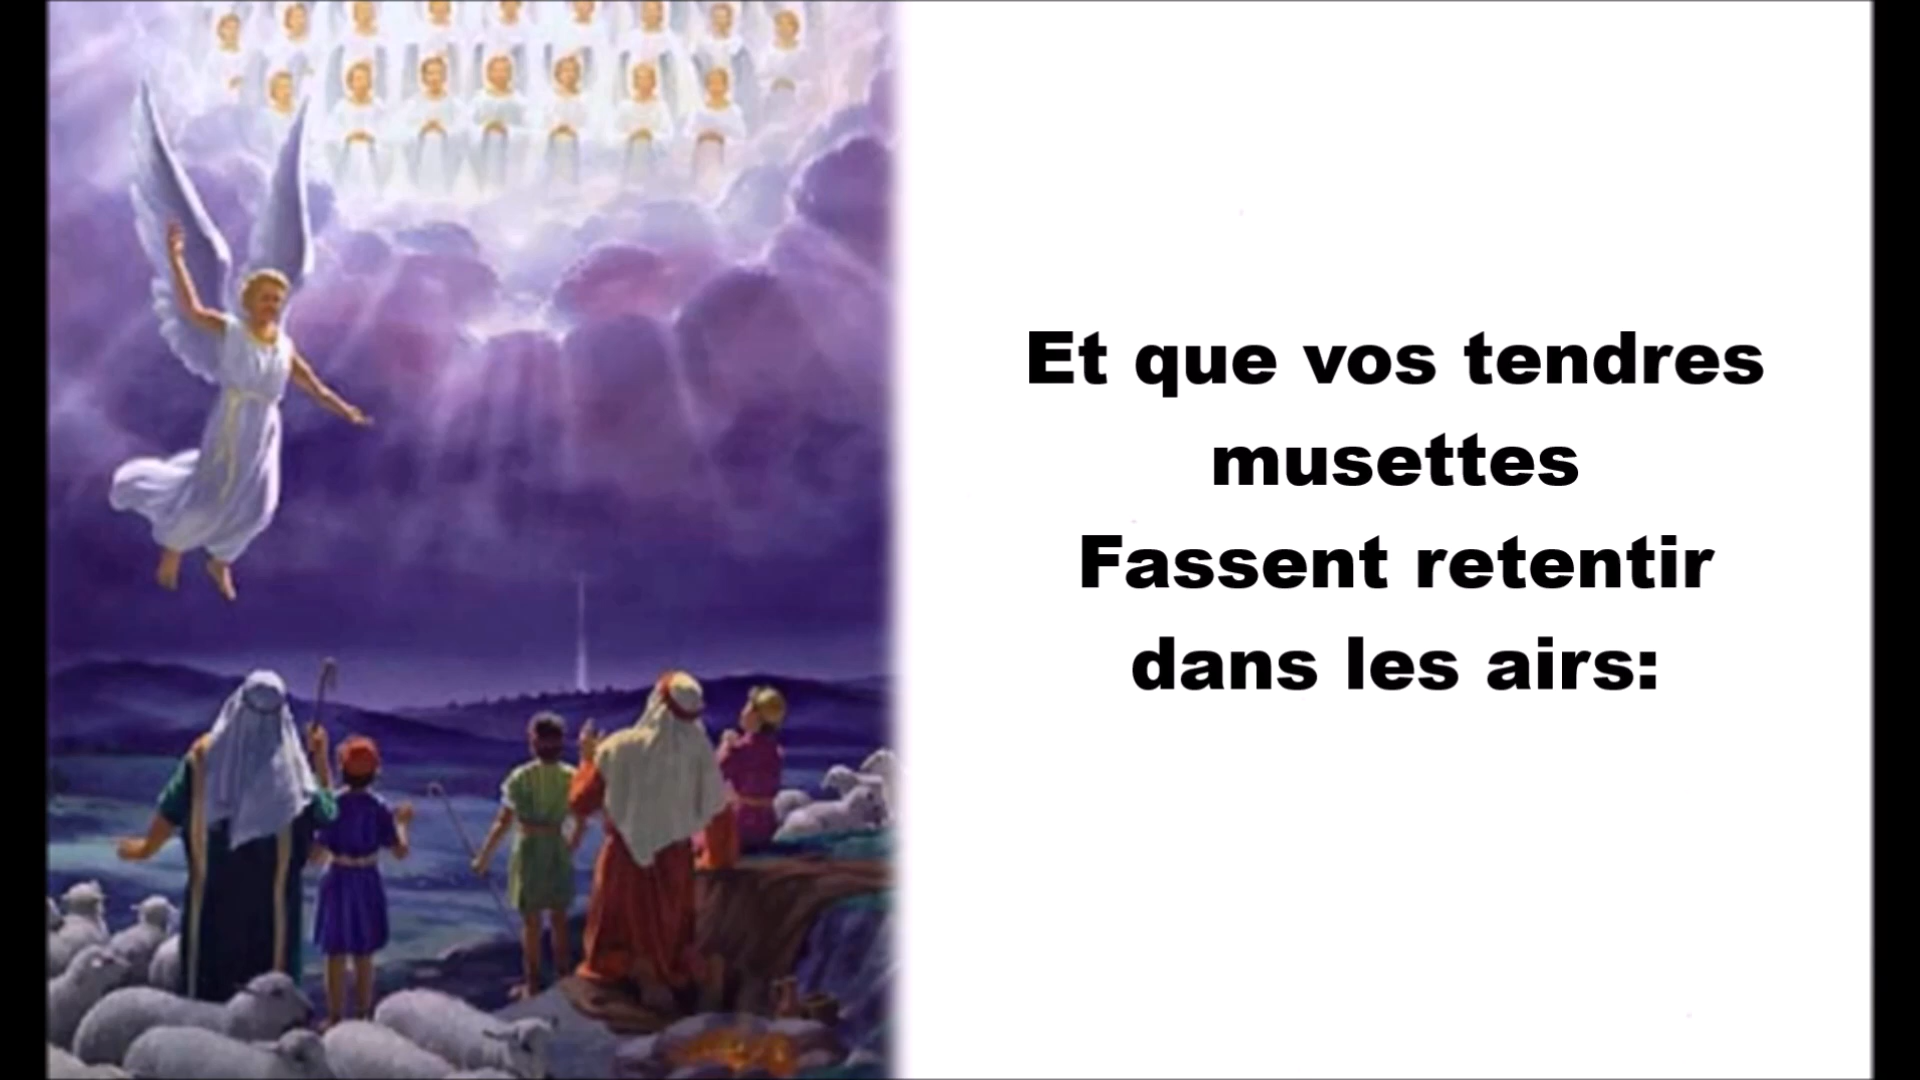 Et que vos tendres
musettes
Fassent retentir
dans les airs: